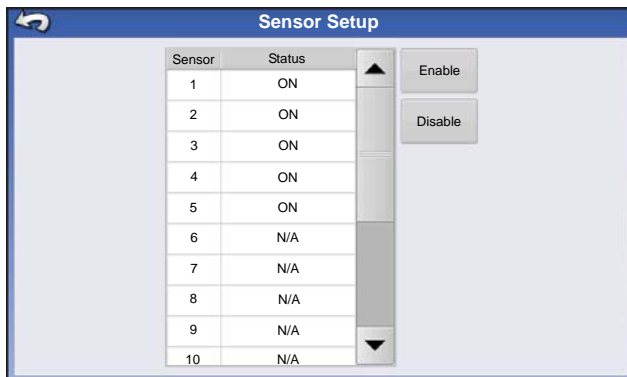 Sensor Setup
Sensor Status
1 ON
2 ON
3 ON
4 ON
5 ON
6 N/A
7 N/A
8 N/A
9 N/A
10 N/A
Enable
Disable